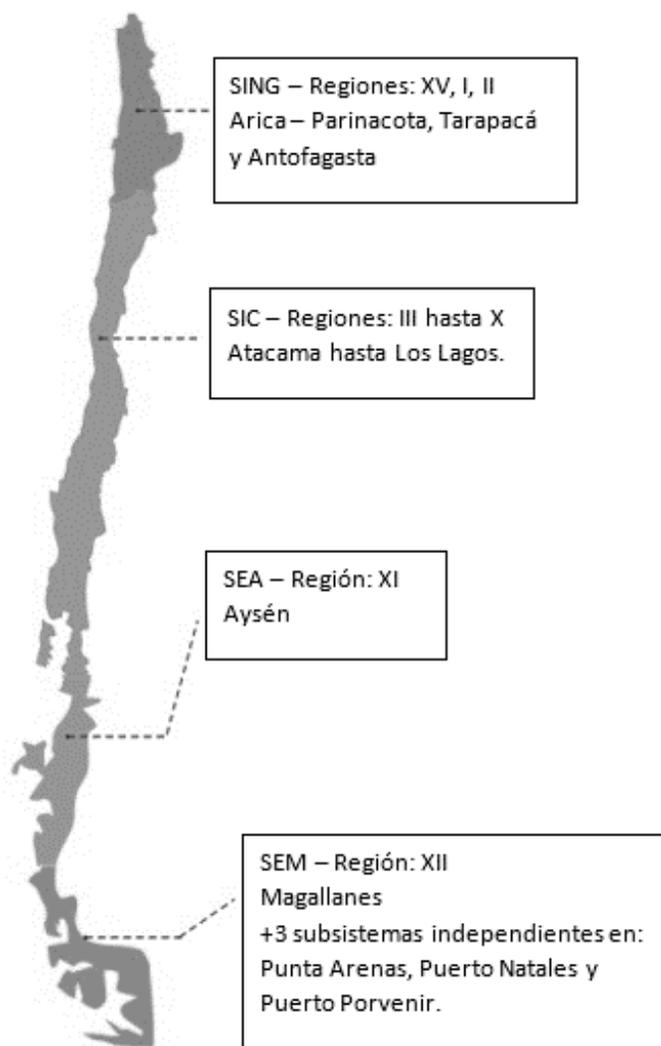 SING – Regiones: XV, I, II
Arica – Parinacota, Tarapacá
y Antofagasta
SIC – Regiones: III hasta X
Atacama hasta Los Lagos.
SEA – Región: XI
Aysén
SEM – Región: XII
Magallanes
+3 subsistemas independientes en:
Punta Arenas, Puerto Natales y
Puerto Porvenir.